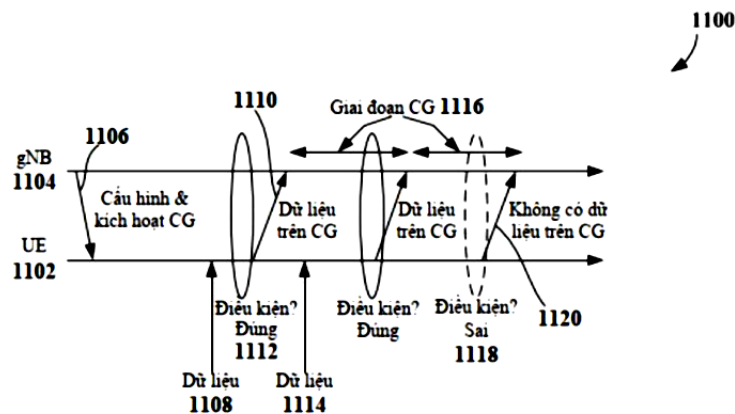 1100
1110
Giai đoạn CG 1116
1106
gNB
1104
Cấu hình &
kích hoạt CG
Dữ liệu
trên CG
Dữ liệu
trên CG
Không có dữ
liệu trên CG
UE
1102
Điều kiện?
Đúng
1112
Điều kiện?
Đúng
Điều kiện?
Sai
1118
1120
Dữ liệu
1108
Dữ liệu
1114